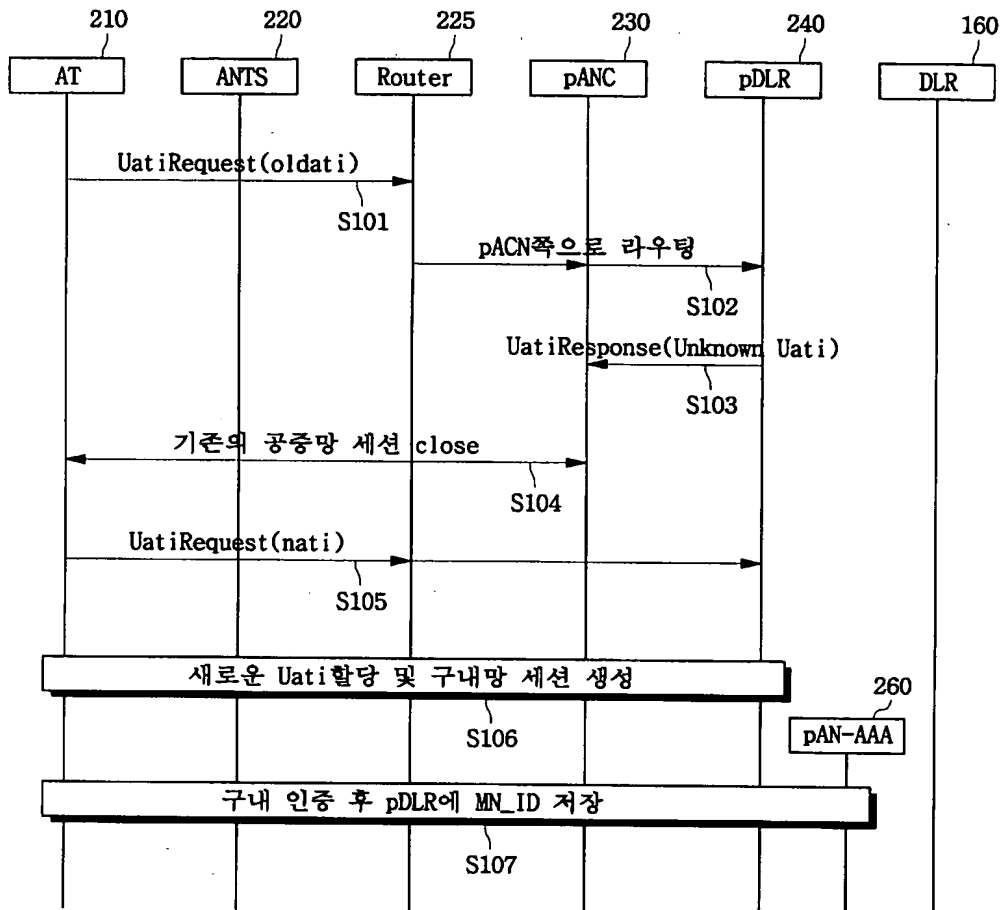 210 220 225 230 240 160
AT ANTS Router pANC pDLR DLR
UatiRequest(oldati)
S101
pACN쪽으로 라우팅
S102
UatiResponse(Unknown Uati)
S103
기존의 공중망 세션 close
S104
UatiRequest(nati)
S105
새로운 Uati할당 및 구내망 세션 생성
S106
260
pAN-AAA
구내 인증 후 pDLR에 MN_ID 저장
S107